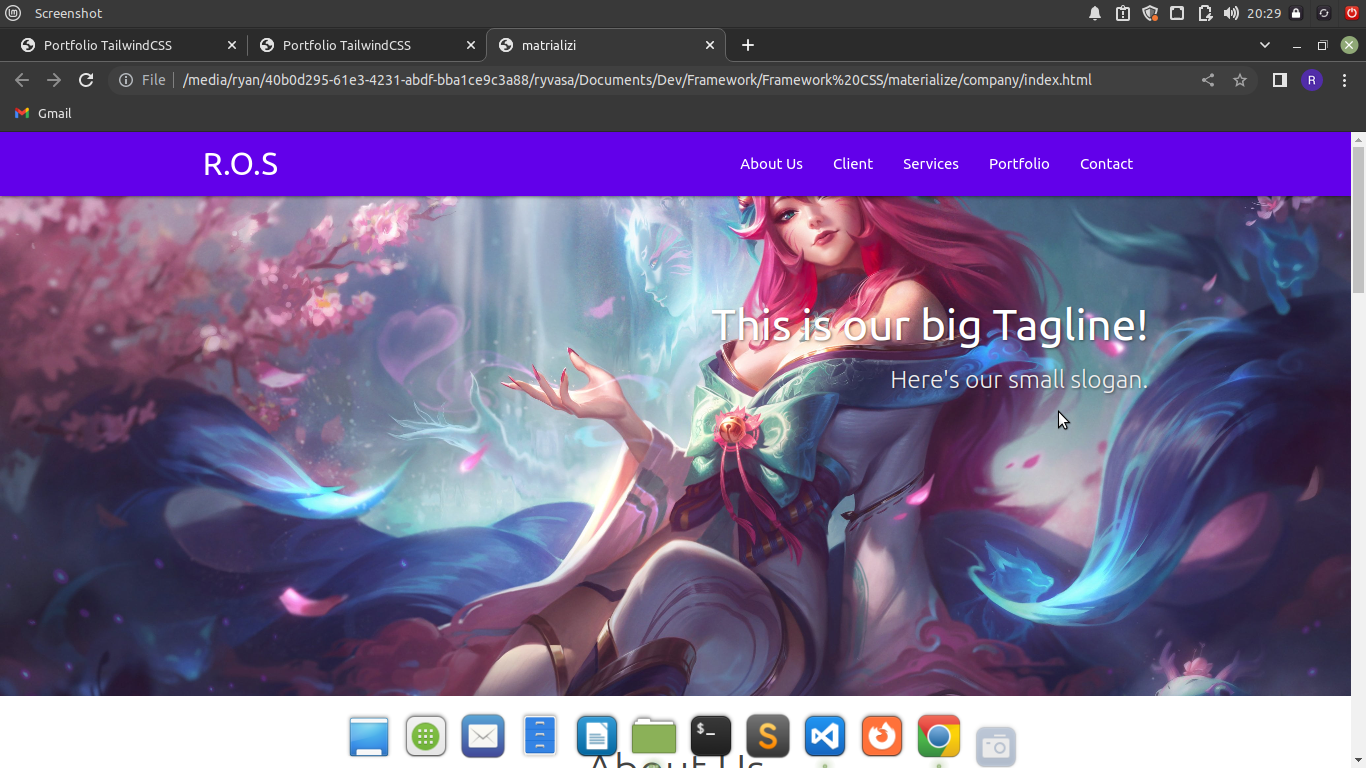 Screenshot
20:29
Portfolio TailwindCSS
Portfolio TailwindCSS
matrializi
File
/media/ryan/40b0d295-61e3-4231-abdf-bba1ce9c3a88/ryvasa/Documents/Dev/Framework/Framework%20CSS/materialize/company/index.html
R
Gmail
R.O.S
About Us
Client
Services
Portfolio
Contact
This is our big Tagline!
Here's our small slogan.
$_
S
About Us